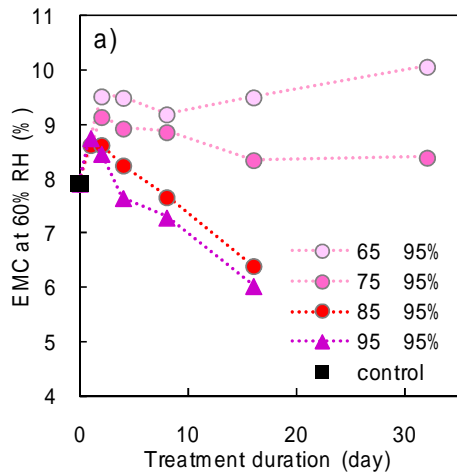 a)
11
10
9
8
7
6
5
4
EMC at 60% RH (%)
65 95%
75 95%
85 95%
95 95%
control
0 10 20 30
Treatment duration (day)